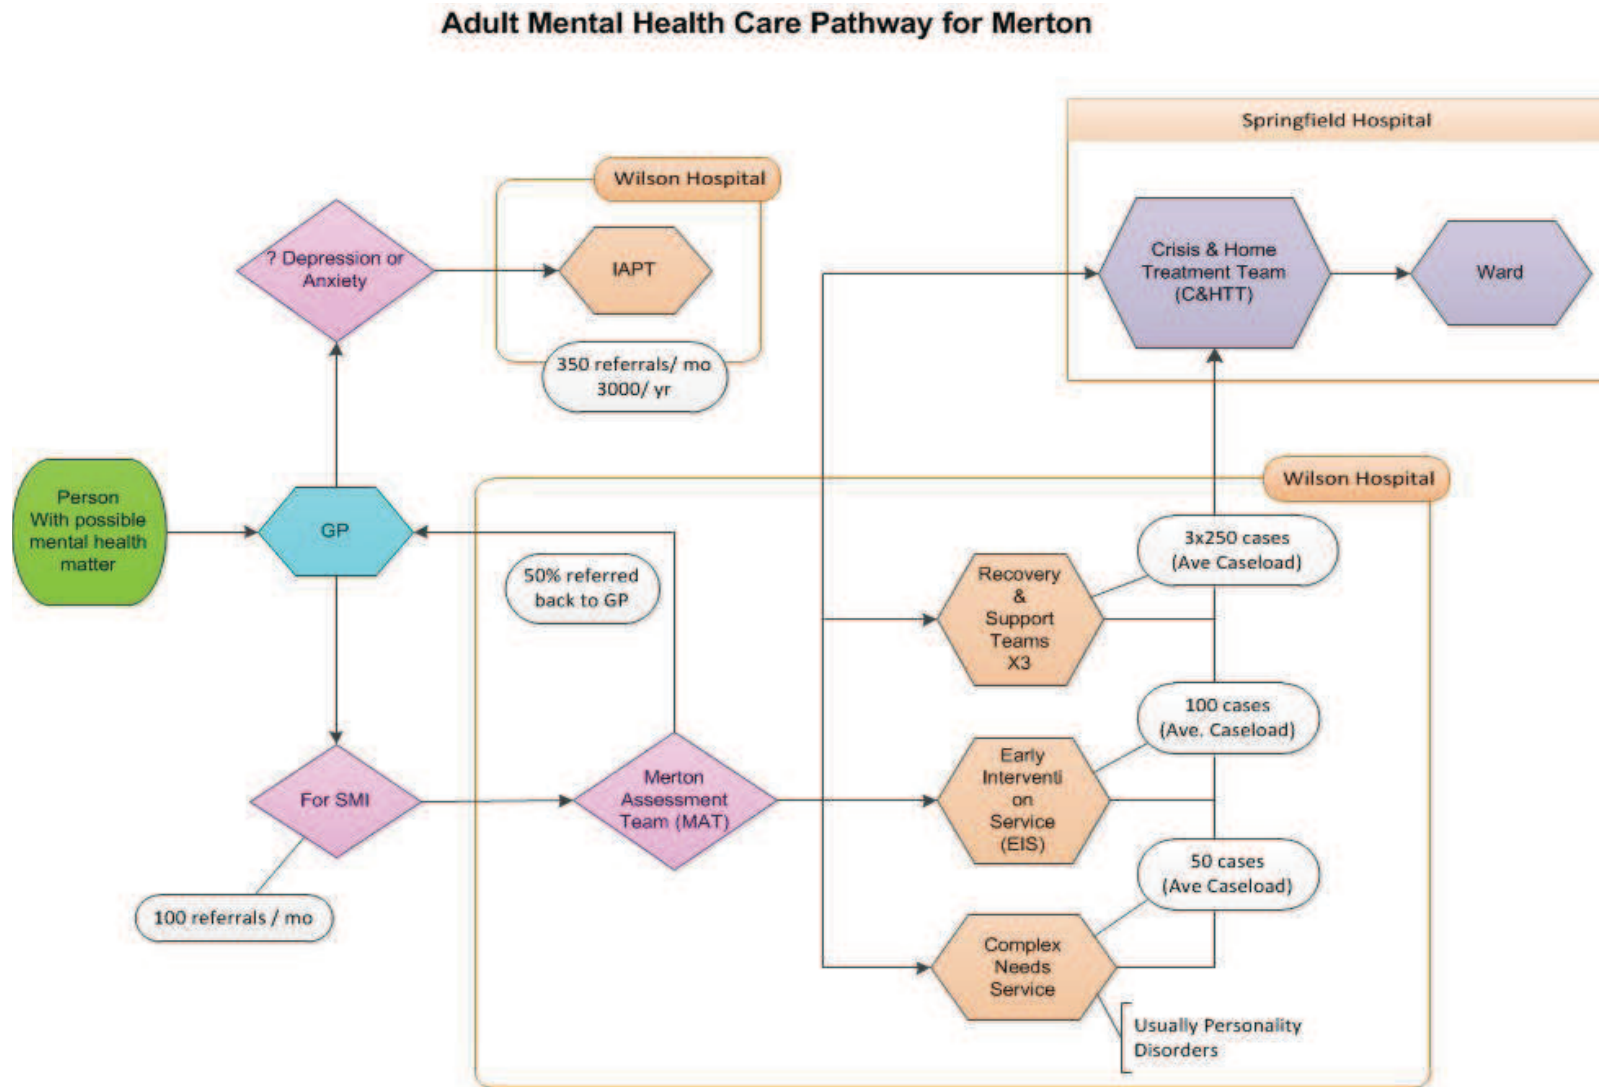 Adult Mental Health Care Pathway for Merton
Springfield Hospital
Wilson Hospital
? Depression or
Anxiety
IAPT
350 referrals/ mo
3000/ yr
Crisis & Home
Treatment Team
(C&HTT)
Ward
Person
With possible
mental health
matter
GP
Wilson Hospital
50% referred
back to GP
3x250 cases
(Ave Caseload)
Recovery
&
Support
Teams
X3
100 cases
(Ave. Caseload)
For SMI
Merton
Assessment
Team (MAT)
Early
Interventi
on
Service
(EIS)
50 cases
(Ave Caseload)
100 referrals / mo
Complex
Needs
Service
Usually Personality
Disorders